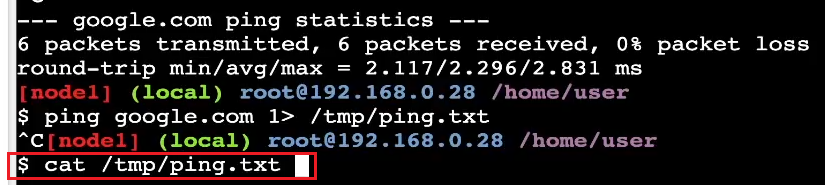 --- google.com ping statistics ---
6 packets transmitted, 6 packets received, 0% packet loss
round-trip min/avg/max = 2.117/2.296/2.831 ms
[node1] (local) root@192.168.0.28 /home/user
$ ping google.com 1> /tmp/ping.txt
^C[node1] (local) root@192.168.0.28 /home/user
$ cat /tmp/ping.txt